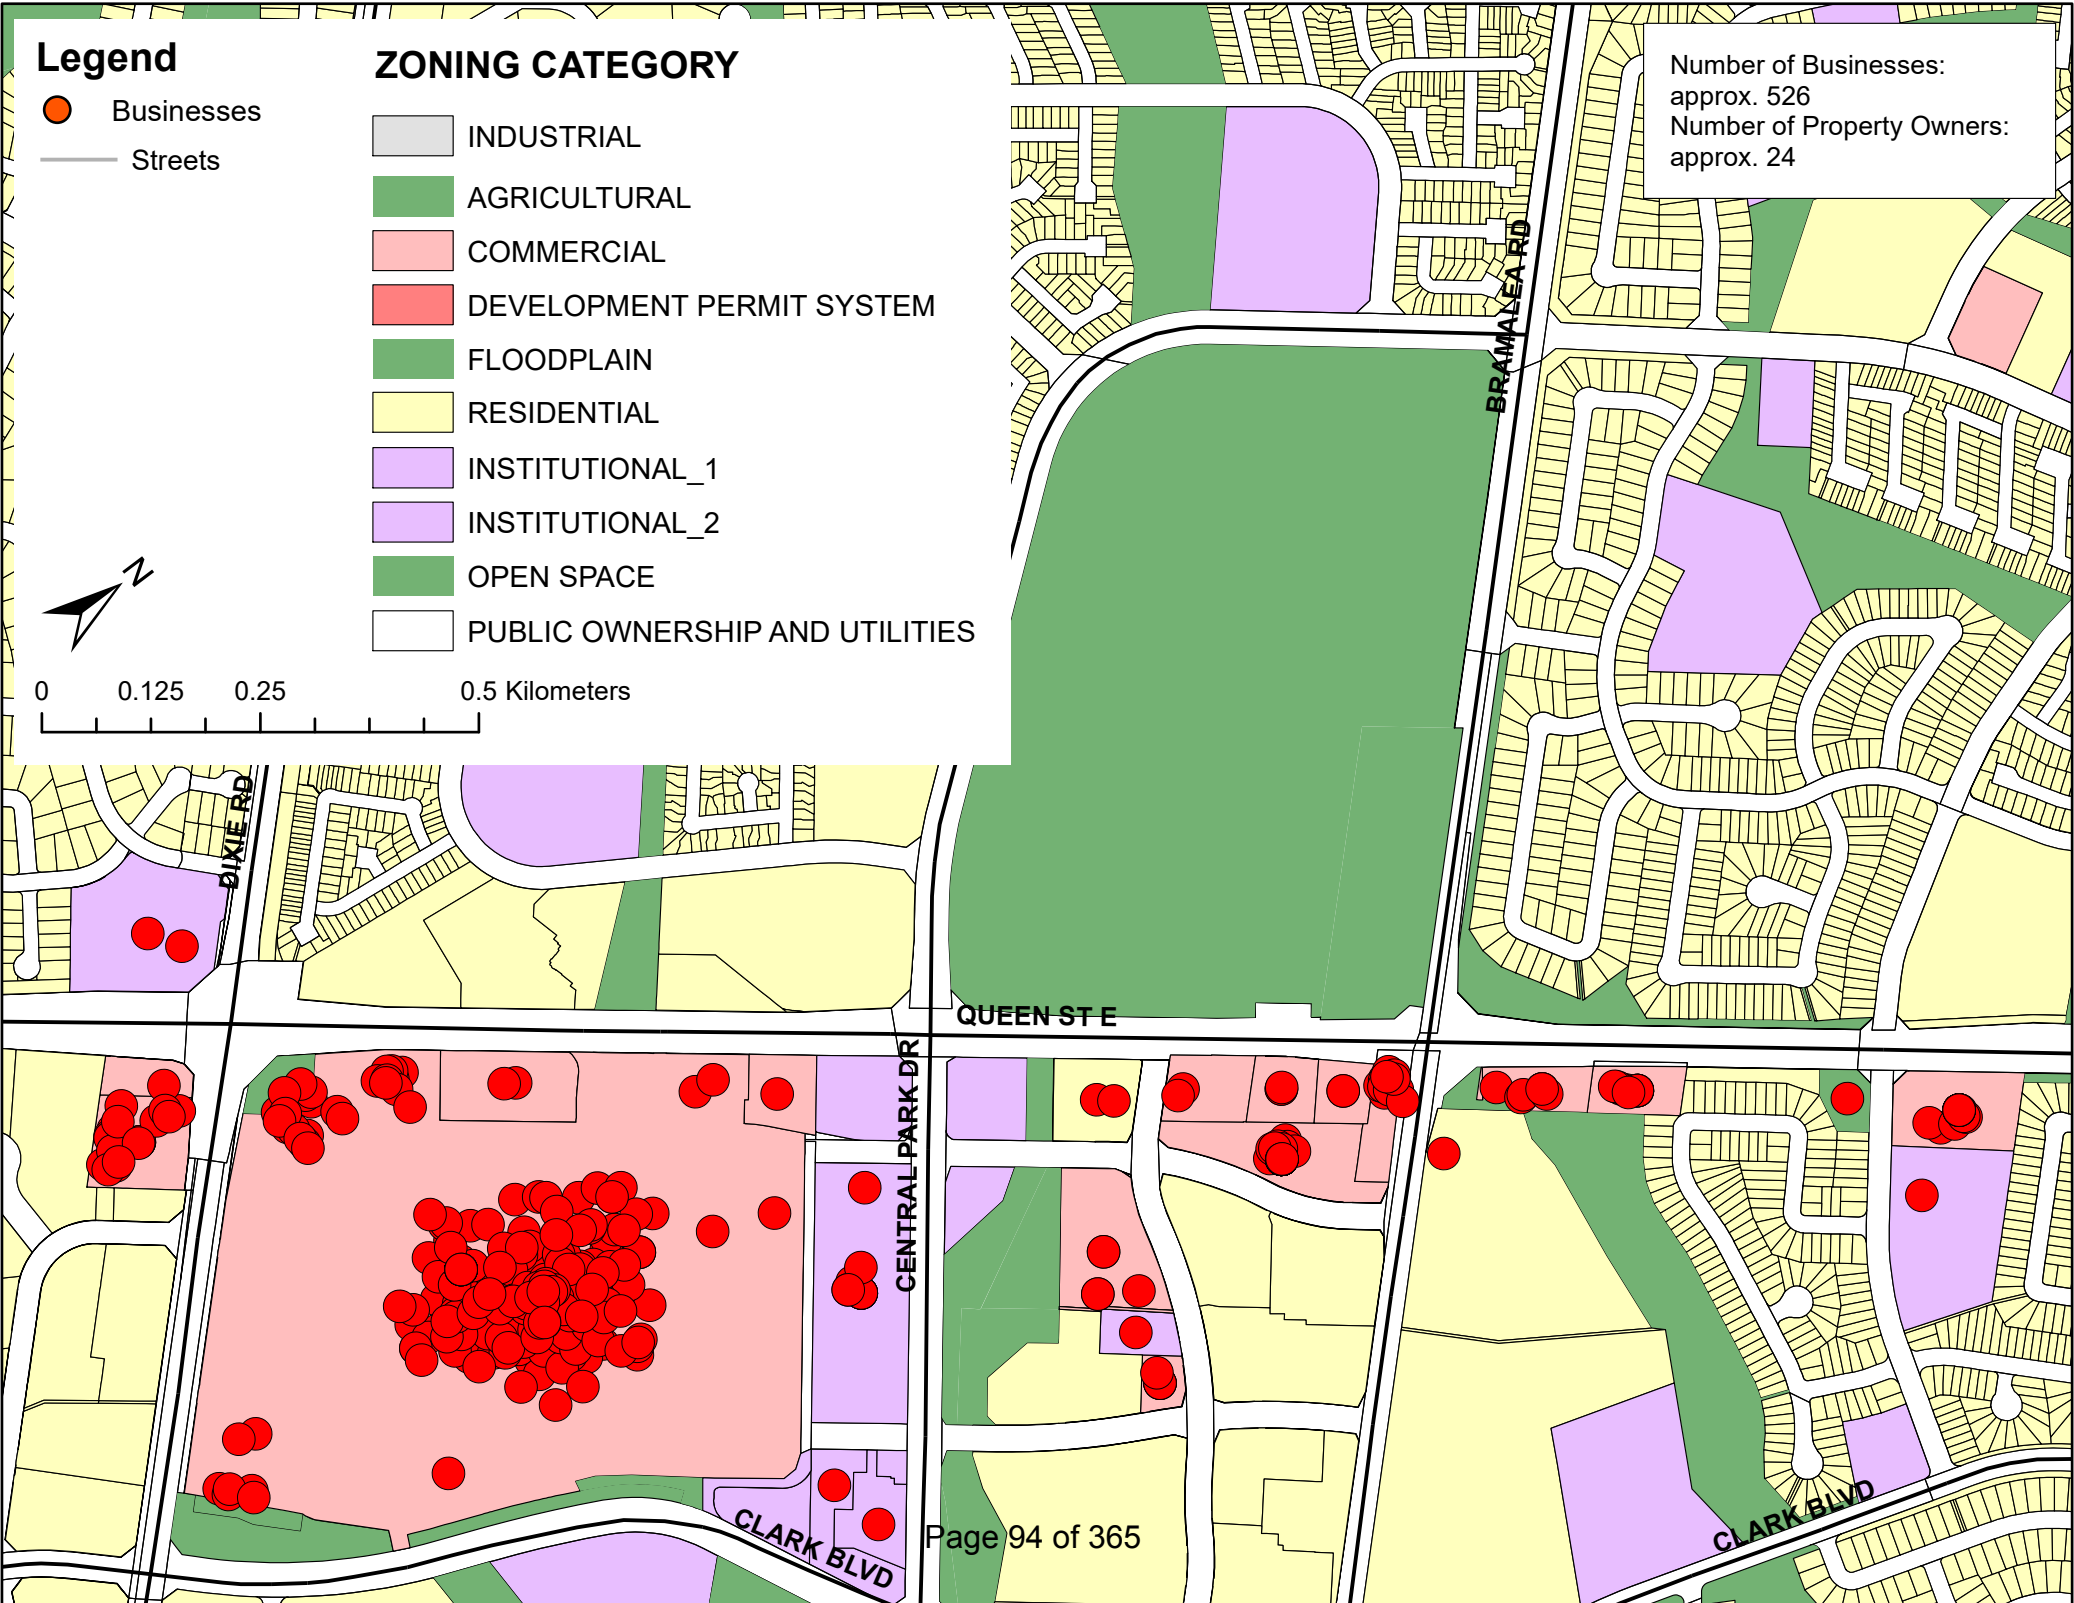 Legend
Businesses
Streets
ZONING CATEGORY
INDUSTRIAL
AGRICULTURAL
COMMERCIAL
DEVELOPMENT PERMIT SYSTEM
FLOODPLAIN
RESIDENTIAL
INSTITUTIONAL_1
INSTITUTIONAL_2
OPEN SPACE
PUBLIC OWNERSHIP AND UTILITIES
N
0 0.125 0.25 0.5 Kilometers
Number of Businesses:
approx. 526
Number of Property Owners:
approx. 24
BRAMALEA RD
DIXIE RD
QUEEN ST E
CENTRAL PARK DR
CLARK BLVD
CLARK BLVD
Page 94 of 365